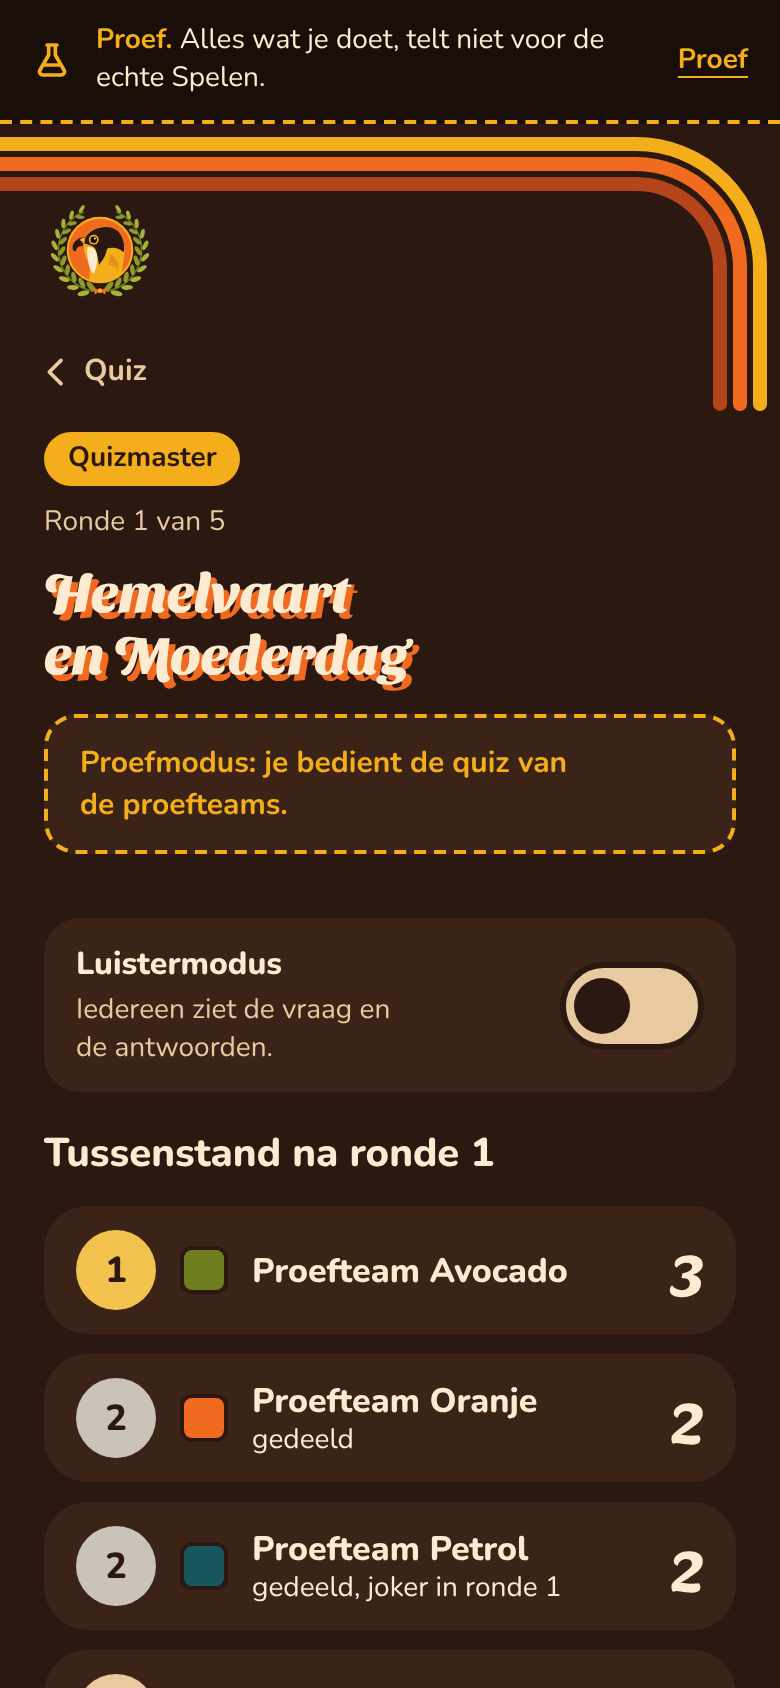 Proef. Alles wat je doet, telt niet voor de
echte Spelen.
Proef
Quiz
Quizmaster
Ronde 1 van 5
Hemelvaart
en Moederdag
Proefmodus: je bedient de quiz van
de proefteams.
Luistermodus
Iedereen ziet de vraag en
de antwoorden.
Tussenstand na ronde 1
1 Proefteam Avocado 3
2 Proefteam Oranje 2
gedeeld
2 Proefteam Petrol 2
gedeeld, joker in ronde 1